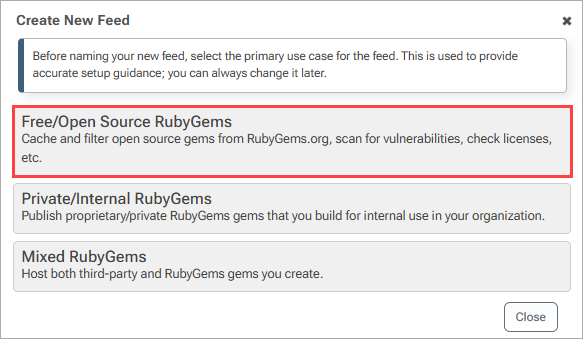 Create New Feed
Before naming your new feed, select the primary use case for the feed. This is used to provide
accurate setup guidance; you can always change it later.
Free/Open Source RubyGems
Cache and filter open source gems from RubyGems.org, scan for vulnerabilities, check licenses,
etc.
Private/Internal RubyGems
Publish proprietary/private RubyGems gems that you build for internal use in your organization.
Mixed RubyGems
Host both third-party and RubyGems gems you create.
Close